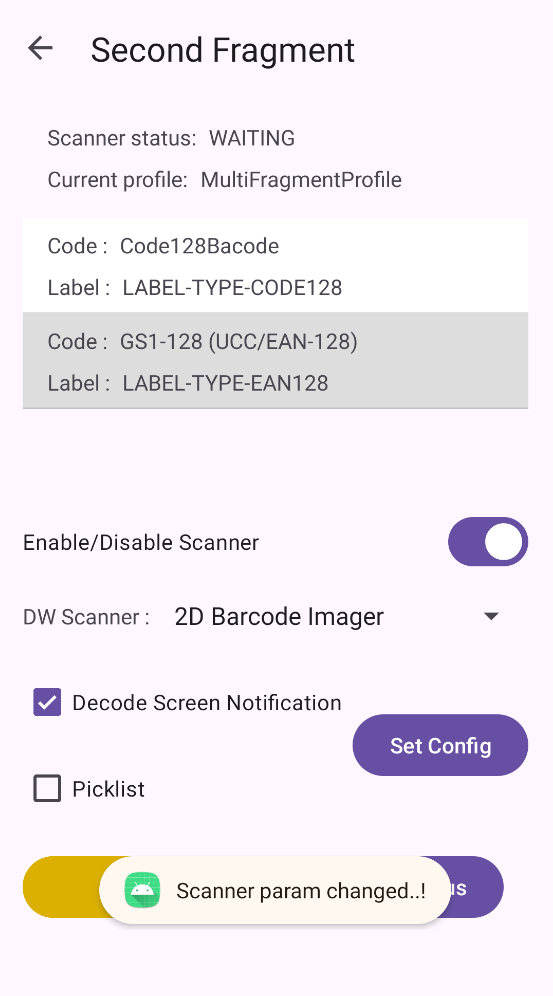 Second Fragment
Scanner status: WAITING
Current profile: MultiFragmentProfile
Code : Code128Bacode
Label : LABEL-TYPE-CODE128
Code : GS1-128 (UCC/EAN-128)
Label : LABEL-TYPE-EAN128
Enable/Disable Scanner
DW Scanner : 2D Barcode Imager
Decode Screen Notification
Set Config
Picklist
Scanner param changed..!